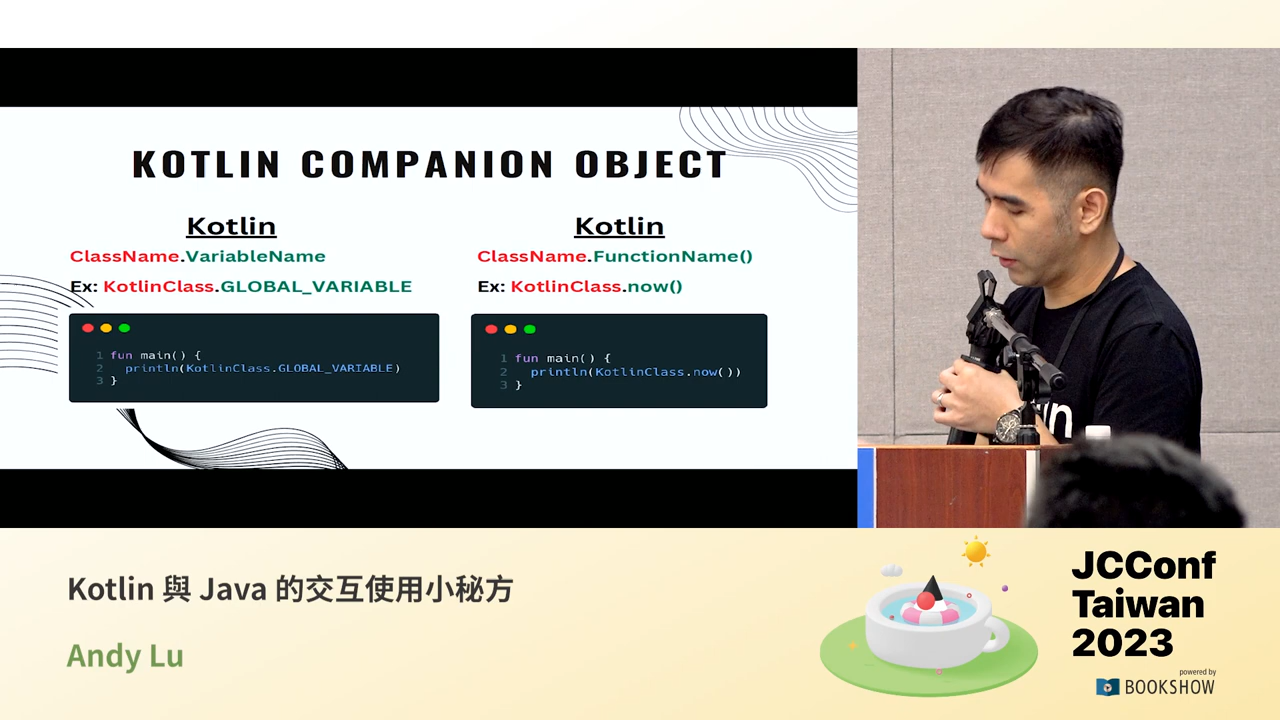 KOTLIN COMPANION OBJECT
Kotlin
ClassName.VariableName
Ex: KotlinClass.GLOBAL_VARIABLE
1 fun main() {
2 println(KotlinClass.GLOBAL_VARIABLE)
3 }
Kotlin
ClassName.FunctionName()
Ex: KotlinClass.now()
1 fun main() {
2 println(KotlinClass.now())
3 }
Kotlin 與 Java 的交互使用小秘方
Andy Lu
JCConf
Taiwan
2023
powered by
BOOKSHOW